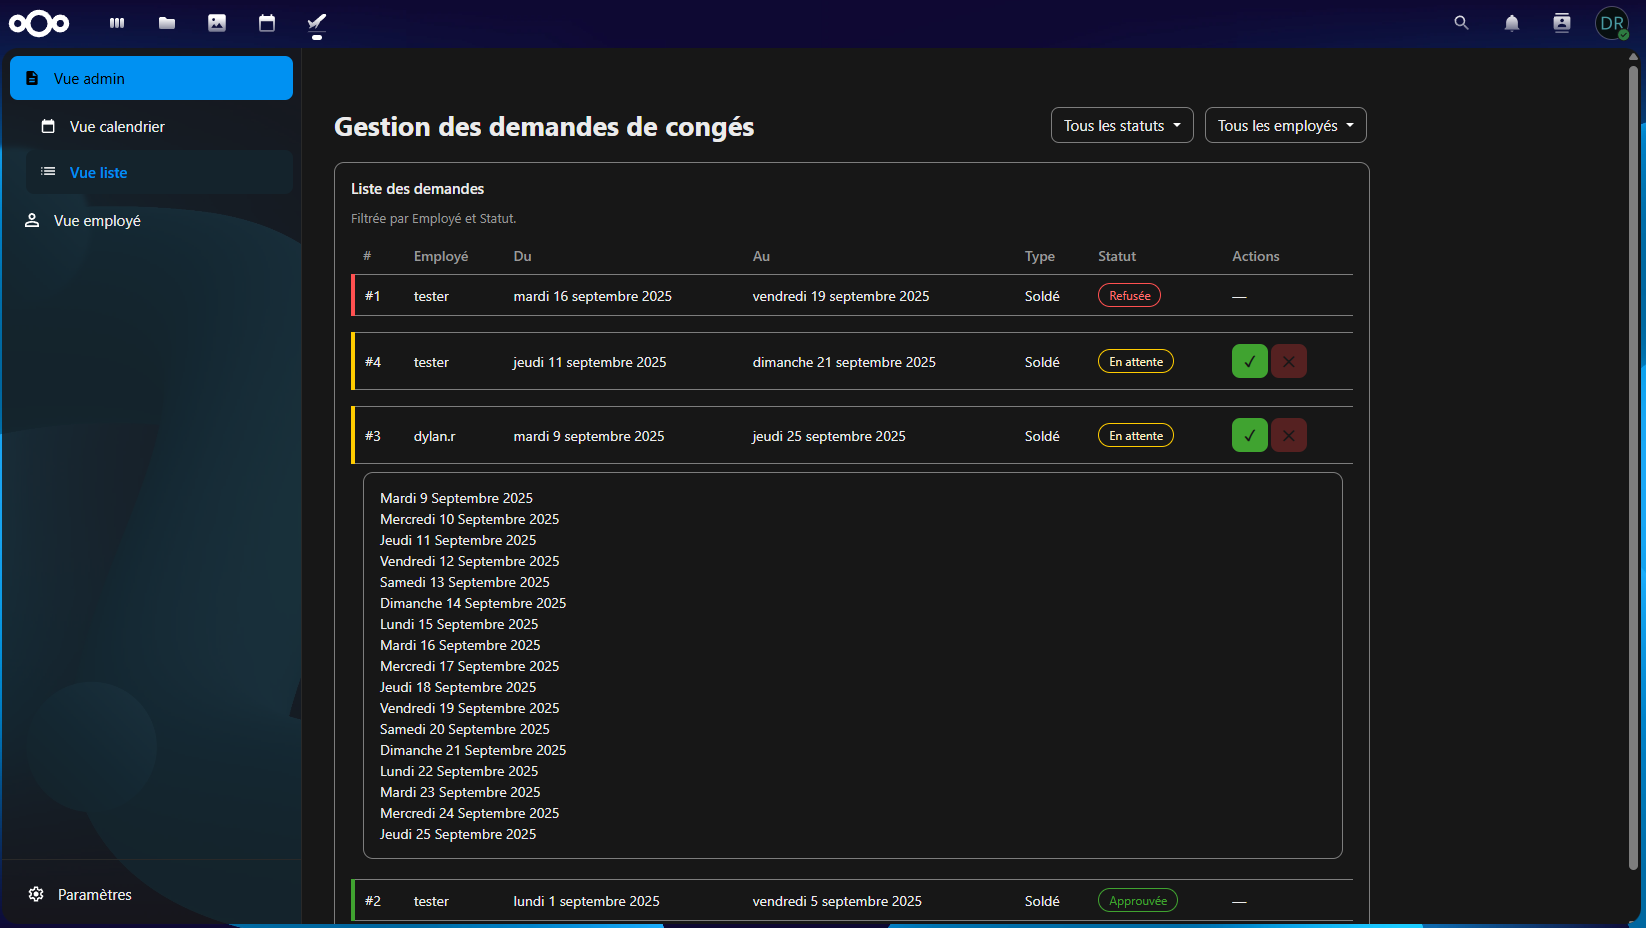 DR
Vue admin
Vue calendrier
Vue liste
Vue employé
Paramètres
Gestion des demandes de congés
Tous les statuts
Tous les employés
Liste des demandes
Filtrée par Employé et Statut.
# Employé Du Au Type Statut Actions
#1 tester mardi 16 septembre 2025 vendredi 19 septembre 2025 Soldé Refusée —
#4 tester jeudi 11 septembre 2025 dimanche 21 septembre 2025 Soldé En attente ✓ ✕
#3 dylan.r mardi 9 septembre 2025 jeudi 25 septembre 2025 Soldé En attente ✓ ✕
Mardi 9 Septembre 2025
Mercredi 10 Septembre 2025
Jeudi 11 Septembre 2025
Vendredi 12 Septembre 2025
Samedi 13 Septembre 2025
Dimanche 14 Septembre 2025
Lundi 15 Septembre 2025
Mardi 16 Septembre 2025
Mercredi 17 Septembre 2025
Jeudi 18 Septembre 2025
Vendredi 19 Septembre 2025
Samedi 20 Septembre 2025
Dimanche 21 Septembre 2025
Lundi 22 Septembre 2025
Mardi 23 Septembre 2025
Mercredi 24 Septembre 2025
Jeudi 25 Septembre 2025
#2 tester lundi 1 septembre 2025 vendredi 5 septembre 2025 Soldé Approuvée —